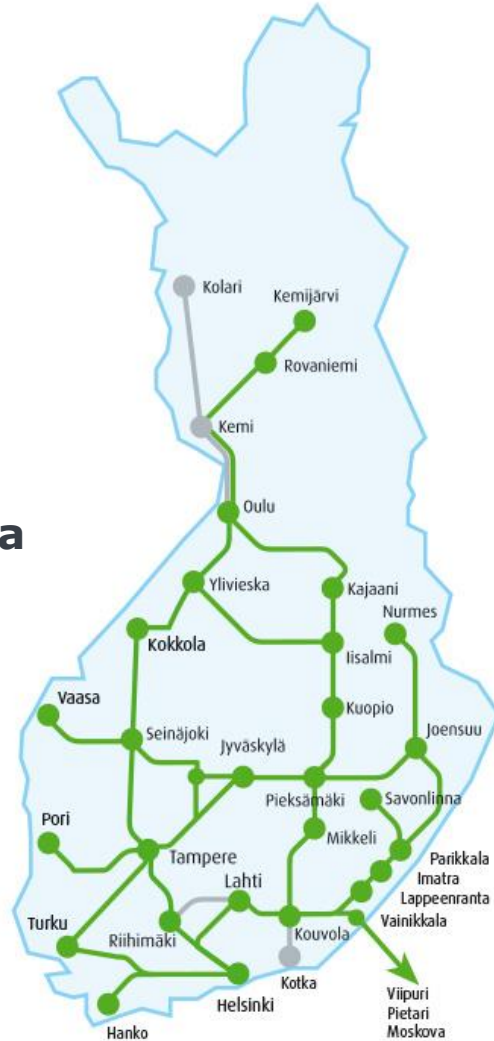 Kolari
Kemijärvi
Rovaniemi
Kemi
a
Oulu
Ylivieska
Kajaani
Nurmes
Kokkola
Iisalmi
Vaasa
Kuopio
Seinäjoki
Joensuu
Jyväskylä
Pieksämäki
Savonlinna
Pori
Mikkeli
Tampere
Parikkala
Lahti
Imatra
Lappeenranta
Turku
Riihimäki
Kouvola
Vainikkala
Kotka
Helsinki
Viipuri
Pietari
Moskova
Hanko